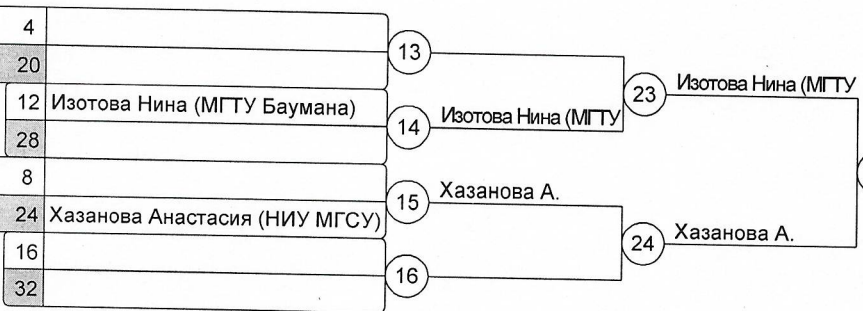 4
20
13
12 Изотова Нина (МГТУ Баумана)
28
14
Изотова Нина (МГТУ
23
Изотова Нина (МГТУ
8
24 Хазанова Анастасия (НИУ МГСУ)
15
Хазанова А.
16
32
16
24
Хазанова А.